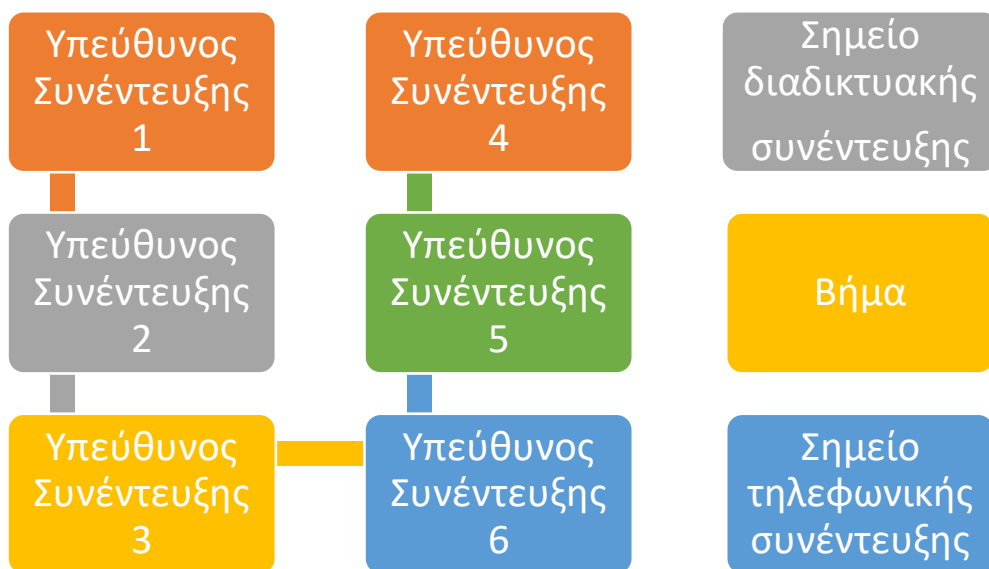 Υπεύθυνος
Συνέντευξης
1
Υπεύθυνος
Συνέντευξης
4
Σημείο
διαδικτυακής
συνέντευξης
Υπεύθυνος
Συνέντευξης
2
Υπεύθυνος
Συνέντευξης
5
Βήμα
Υπεύθυνος
Συνέντευξης
3
Υπεύθυνος
Συνέντευξης
6
Σημείο
τηλεφωνικής
συνέντευξης